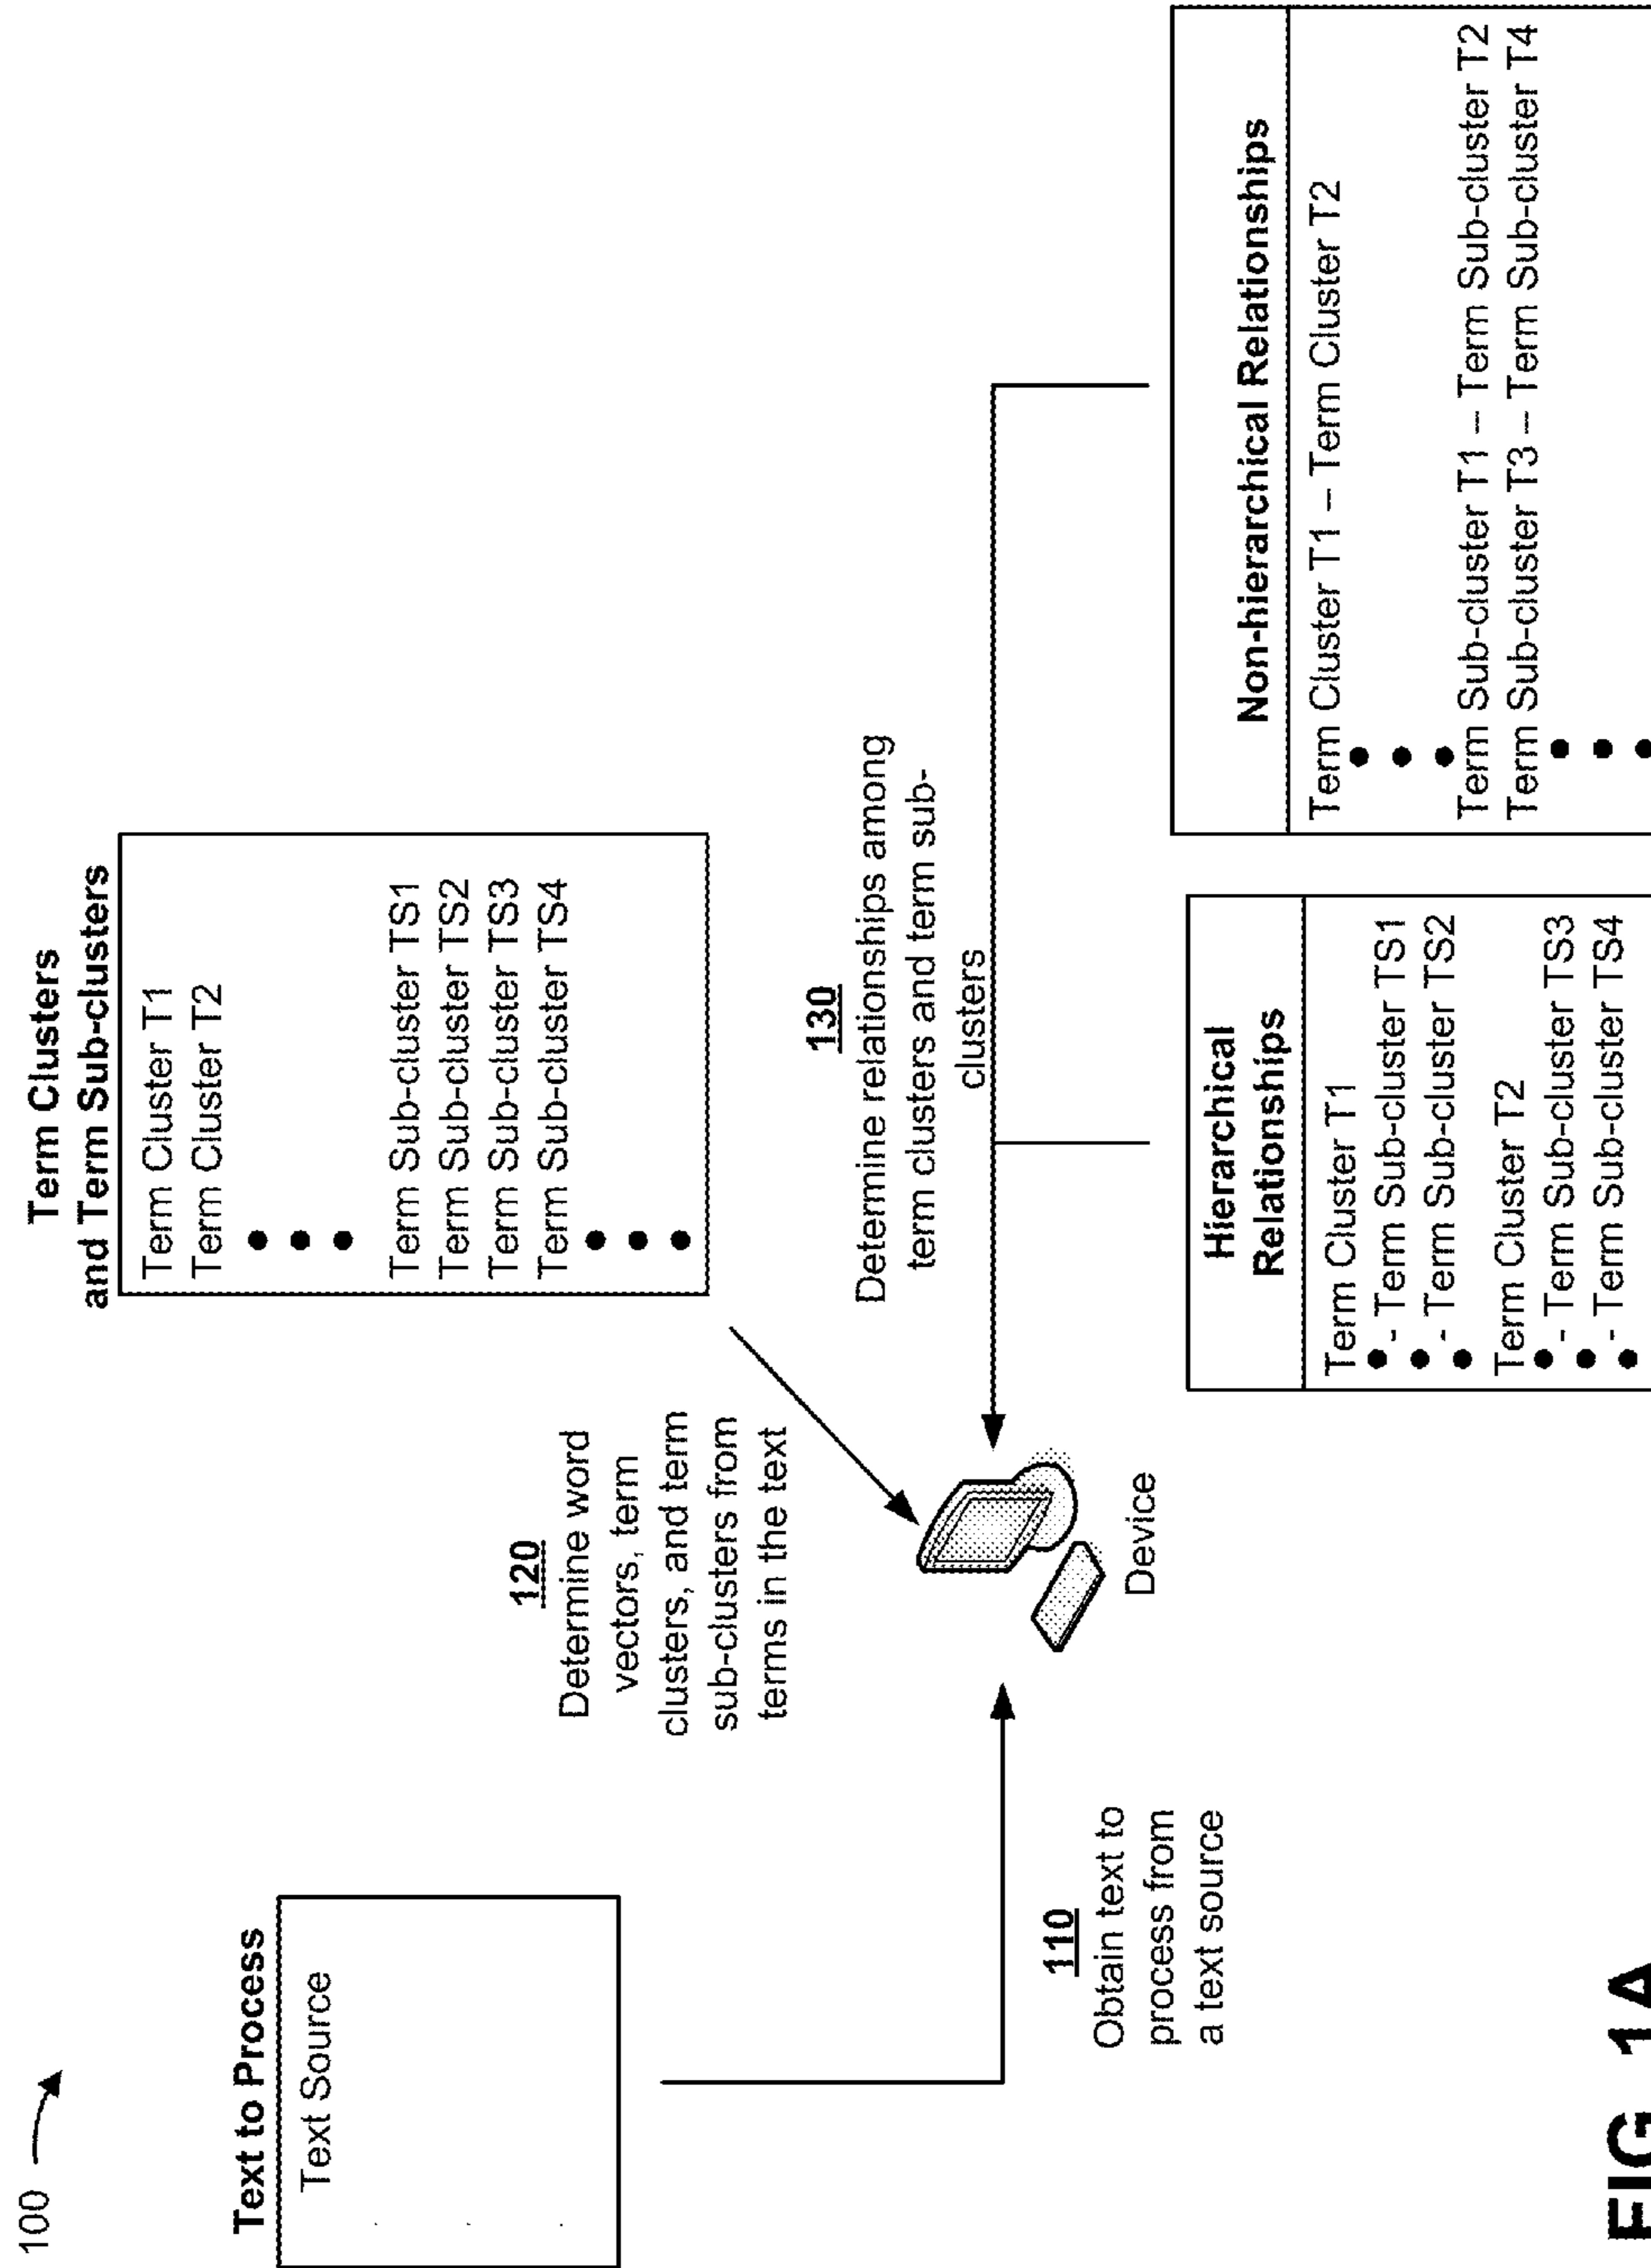 100
Text to Process
Text Source
110
Obtain text to
process from
a text source
120
Determine word
vectors, term
clusters, and term
sub-clusters from
terms in the text
Device
Term Clusters
and Term Sub-clusters
Term Cluster T1
Term Cluster T2
Term Sub-cluster TS1
Term Sub-cluster TS2
Term Sub-cluster TS3
Term Sub-cluster TS4
130
Determine relationships among
term clusters and term sub-
clusters
Hierarchical
Relationships
Term Cluster T1
- Term Sub-cluster TS1
- Term Sub-cluster TS2
Term Cluster T2
- Term Sub-cluster TS3
- Term Sub-cluster TS4
Non-hierarchical Relationships
Term Cluster T1 – Term Cluster T2
Term Sub-cluster T1 – Term Sub-cluster T2
Term Sub-cluster T3 – Term Sub-cluster T4
FIG. 1A